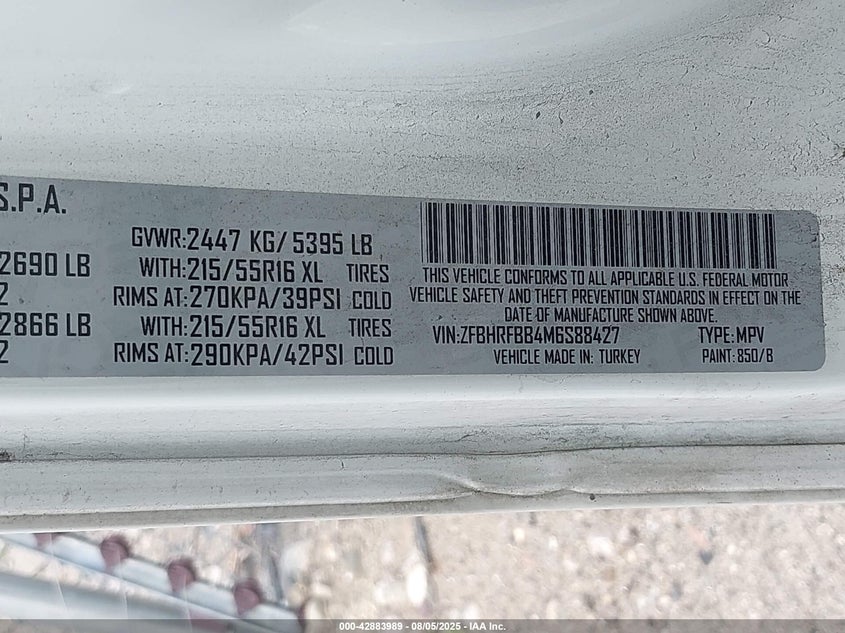 S.P.A.
GVWR:2447 KG/ 5395 LB
2690 LB WITH:215/55R16 XL TIRES
2 RIMS AT:270KPA/39PSI COLD
2866 LB WITH:215/55R16 XL TIRES
2 RIMS AT:290KPA/42PSI COLD
THIS VEHICLE CONFORMS TO ALL APPLICABLE U.S. FEDERAL MOTOR
VEHICLE SAFETY AND THEFT PREVENTION STANDARDS IN EFFECT ON THE
DATE OF MANUFACTURE SHOWN ABOVE.
VIN:ZFBHRFBB4M6S88427 TYPE:MPV
VEHICLE MADE IN: TURKEY PAINT:850/B
000-42883989 - 08/05/2025 - IAA Inc.